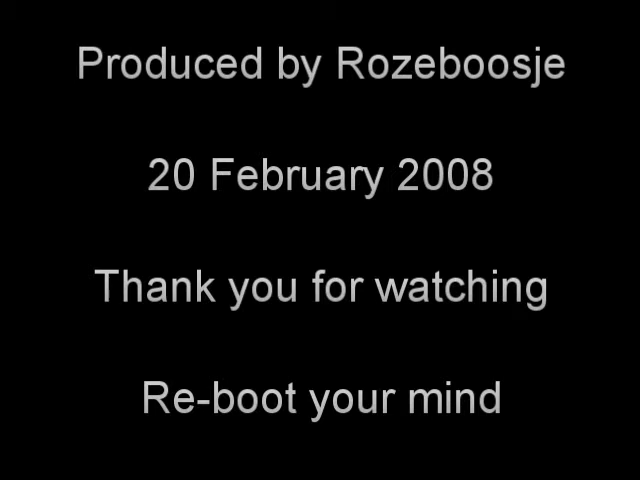 Produced by Rozeboosje
20 February 2008
Thank you for watching
Re-boot your mind